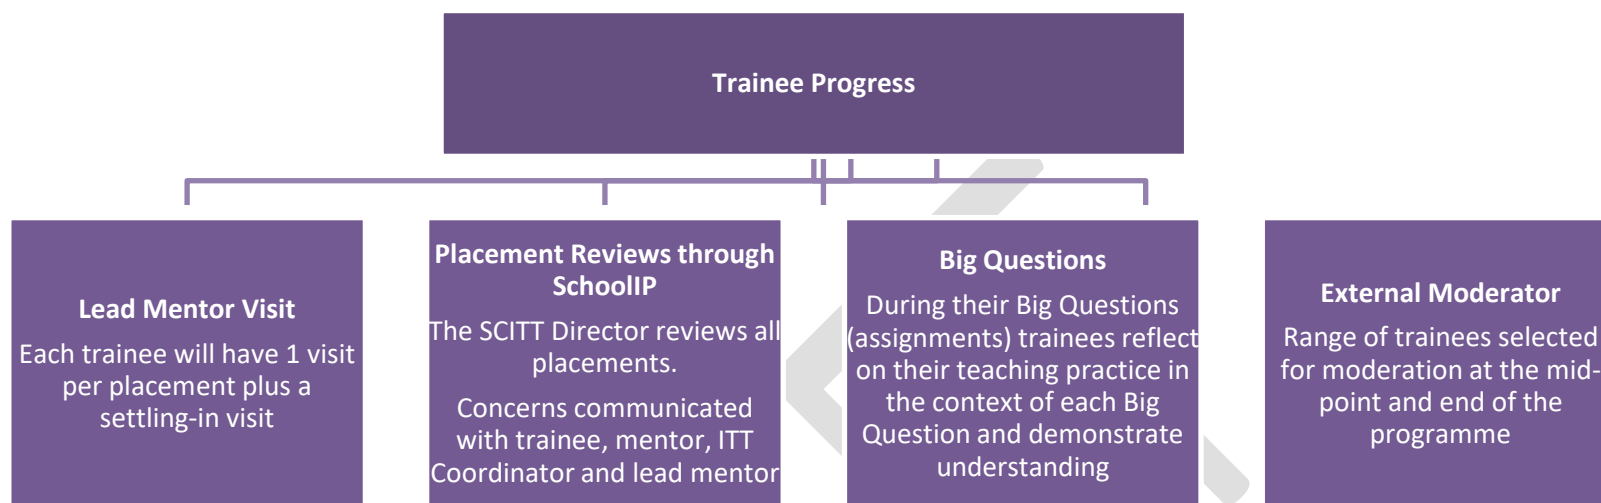 Trainee Progress
Lead Mentor Visit
Each trainee will have 1 visit
per placement plus a
settling-in visit
Placement Reviews through
SchoolIP
The SCITT Director reviews all
placements.
Concerns communicated
with trainee, mentor, ITT
Coordinator and lead mentor
Big Questions
During their Big Questions
(assignments) trainees reflect
on their teaching practice in
the context of each Big
Question and demonstrate
understanding
External Moderator
Range of trainees selected
for moderation at the mid-
point and end of the
programme